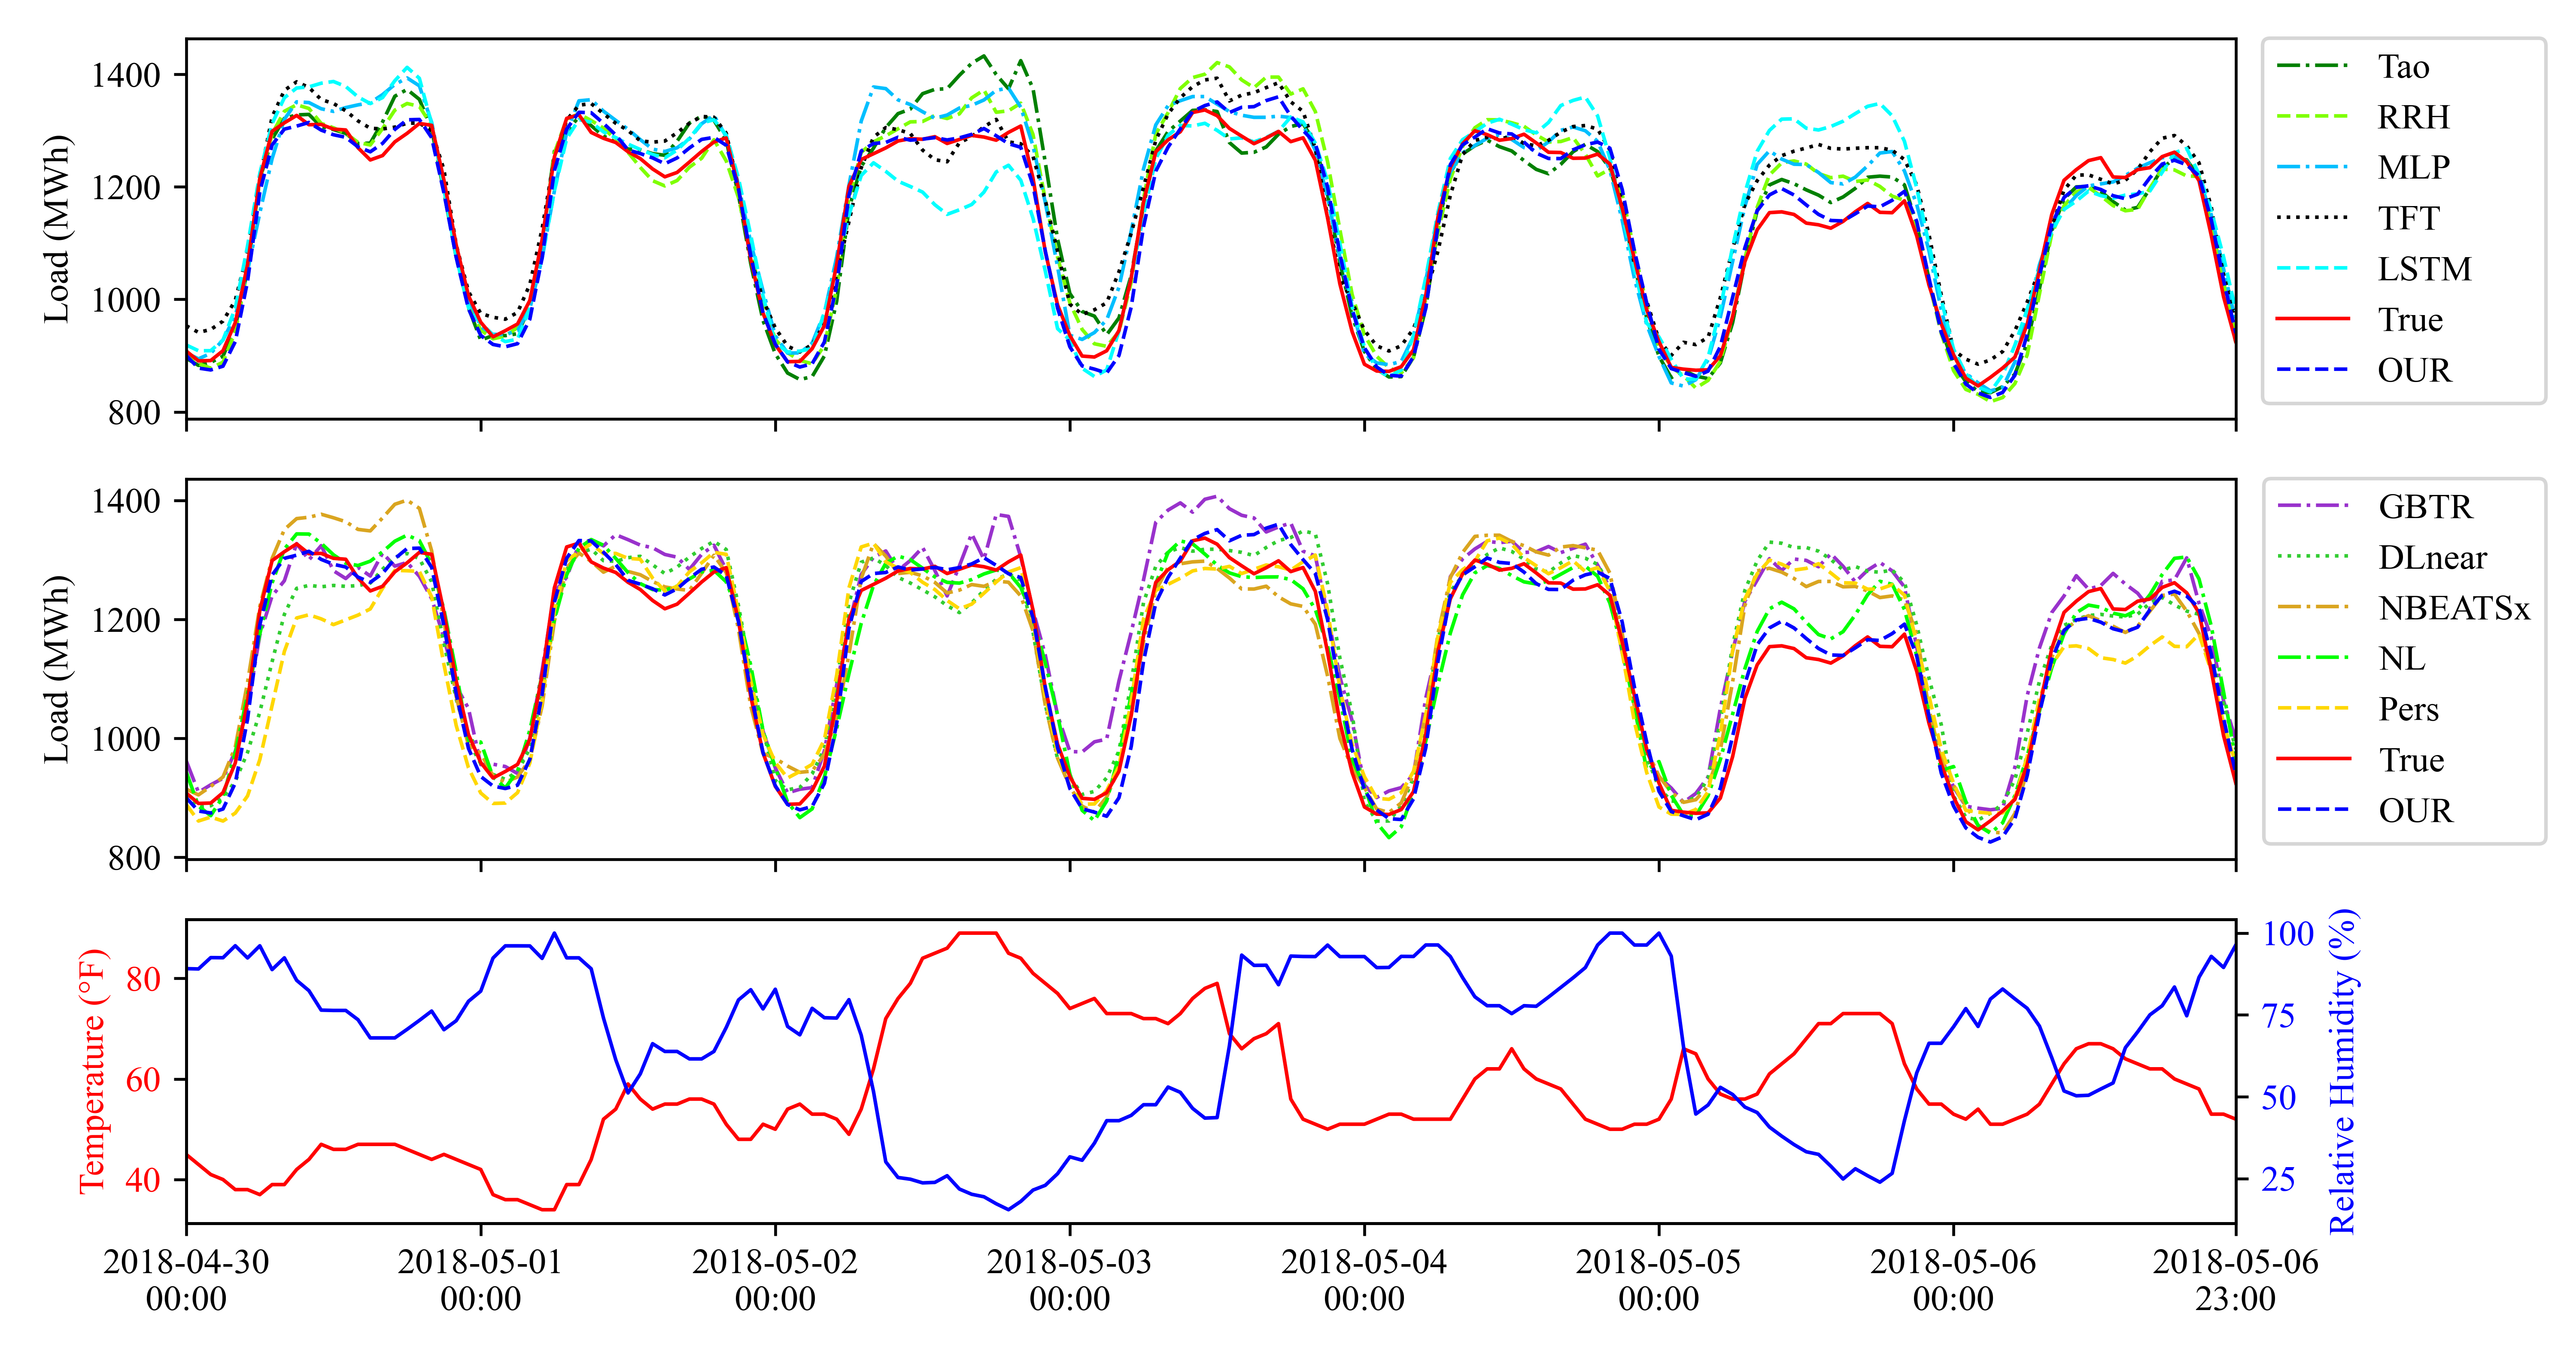 Load (MWh)
1400
1200
1000
800
Tao
RRH
MLP
TFT
LSTM
True
OUR
Load (MWh)
1400
1200
1000
800
GBTR
DLnear
NBEATSx
NL
Pers
True
OUR
Temperature (°F)
80
60
40
100
75
50
25
Relative Humidity (%)
2018-04-30 2018-05-01 2018-05-02 2018-05-03 2018-05-04 2018-05-05 2018-05-06 2018-05-06
00:00 00:00 00:00 00:00 00:00 00:00 00:00 23:00